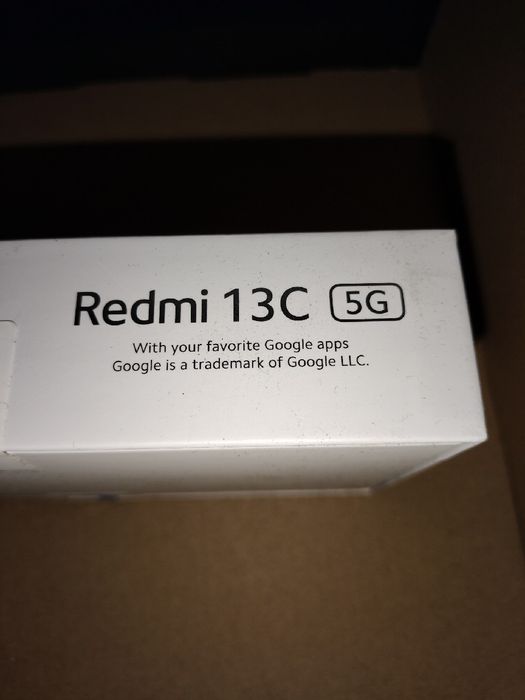 Redmi 13C 5G
With your favorite Google apps
Google is a trademark of Google LLC.